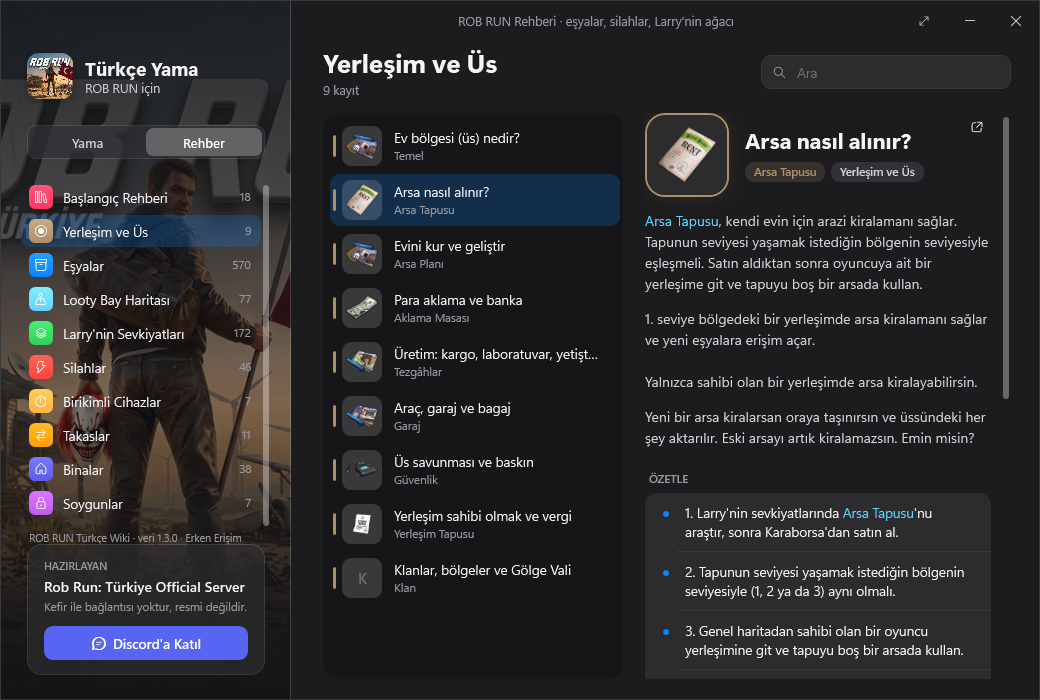 ROB RUN Rehberi · eşyalar, silahlar, Larry'nin ağacı
ROB RUN
Türkçe Yama
ROB RUN için
Yama
Rehber
Başlangıç Rehberi 18
Yerleşim ve Üs 9
Eşyalar 570
Looty Bay Haritası 77
Larry'nin Sevkiyatları 172
Silahlar 46
Birikimli Cihazlar 7
Takaslar 11
Binalar 38
Soygunlar 7
ROB RUN Türkçe Wiki · veri 1.3.0 · Erken Erişim
HAZIRLAYAN
Rob Run: Türkiye Official Server
Kefir ile bağlantısı yoktur, resmi değildir.
Discord'a Katıl
Yerleşim ve Üs
9 kayıt
Ara
Ev bölgesi (üs) nedir?
Temel
Arsa nasıl alınır?
Arsa Tapusu
Evini kur ve geliştir
Arsa Planı
Para aklama ve banka
Aklama Masası
Üretim: kargo, laboratuvar, yetişt...
Tezgâhlar
Araç, garaj ve bagaj
Garaj
Üs savunması ve baskın
Güvenlik
Yerleşim sahibi olmak ve vergi
Yerleşim Tapusu
K
Klanlar, bölgeler ve Gölge Vali
Klan
RENT
Arsa nasıl alınır?
Arsa Tapusu
Yerleşim ve Üs
Arsa Tapusu, kendi evin için arazi kiralamanı sağlar.
Tapunun seviyesi yaşamak istediğin bölgenin seviyesiyle
eşleşmeli. Satın aldıktan sonra oyuncuya ait bir
yerleşime git ve tapuyu boş bir arsada kullan.
1. seviye bölgedeki bir yerleşimde arsa kiralamanı sağlar
ve yeni eşyalara erişim açar.
Yalnızca sahibi olan bir yerleşimde arsa kiralayabilirsin.
Yeni bir arsa kiralarsan oraya taşınırsın ve üssündeki her
şey aktarılır. Eski arsayı artık kiralamazsın. Emin misin?
ÖZETLE
1. Larry'nin sevkiyatlarında Arsa Tapusu'nu
araştır, sonra Karaborsa'dan satın al.
2. Tapunun seviyesi yaşamak istediğin bölgenin
seviyesiyle (1, 2 ya da 3) aynı olmalı.
3. Genel haritadan sahibi olan bir oyuncu
yerleşimine git ve tapuyu boş bir arsada kullan.